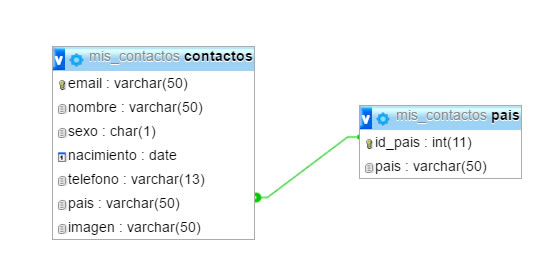 mis_contactos contactos
email : varchar(50)
nombre : varchar(50)
sexo : char(1)
nacimiento : date
telefono : varchar(13)
pais : varchar(50)
imagen : varchar(50)
mis_contactos pais
id_pais : int(11)
pais : varchar(50)